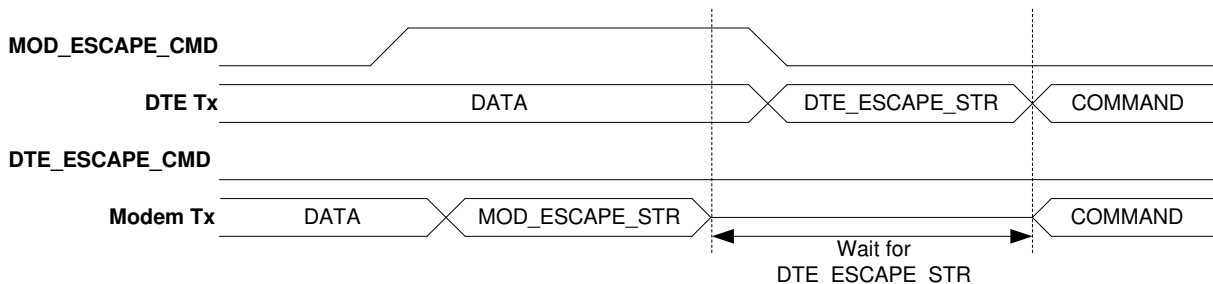 MOD_ESCAPE_CMD
DTE Tx DATA DTE_ESCAPE_STR COMMAND
DTE_ESCAPE_CMD
Modem Tx DATA MOD_ESCAPE_STR COMMAND
Wait for
DTE_ESCAPE_STR